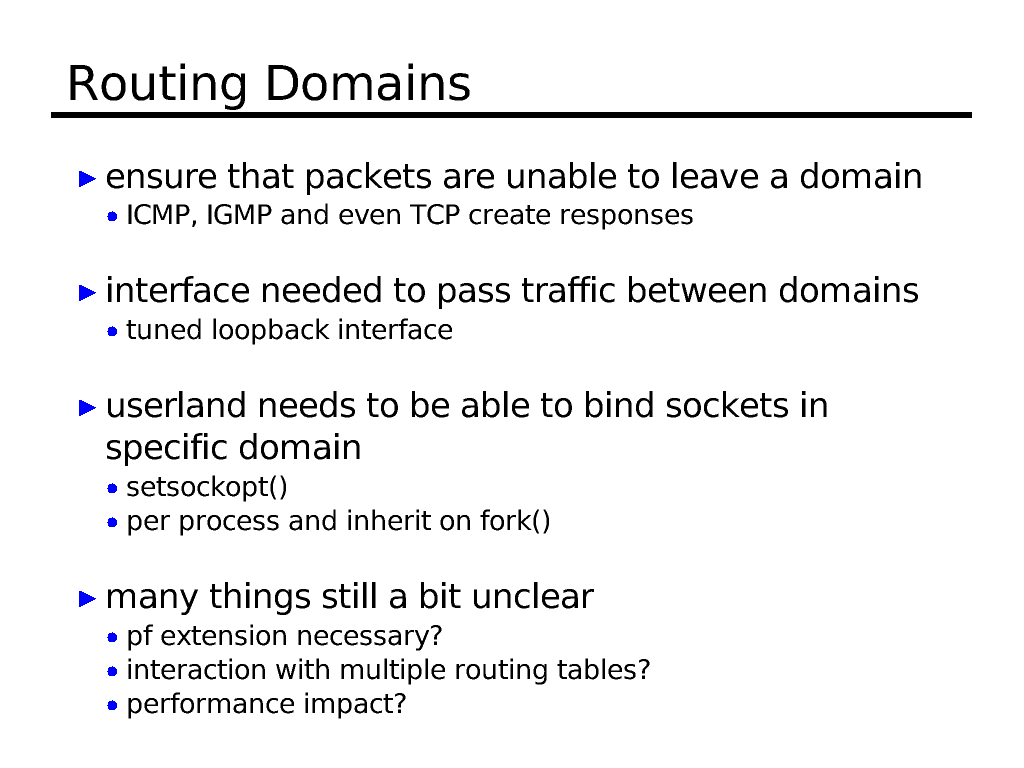 Routing Domains
ensure that packets are unable to leave a domain
ICMP, IGMP and even TCP create responses
interface needed to pass traffic between domains
tuned loopback interface
userland needs to be able to bind sockets in
specific domain
setsockopt()
per process and inherit on fork()
many things still a bit unclear
pf extension necessary?
interaction with multiple routing tables?
performance impact?